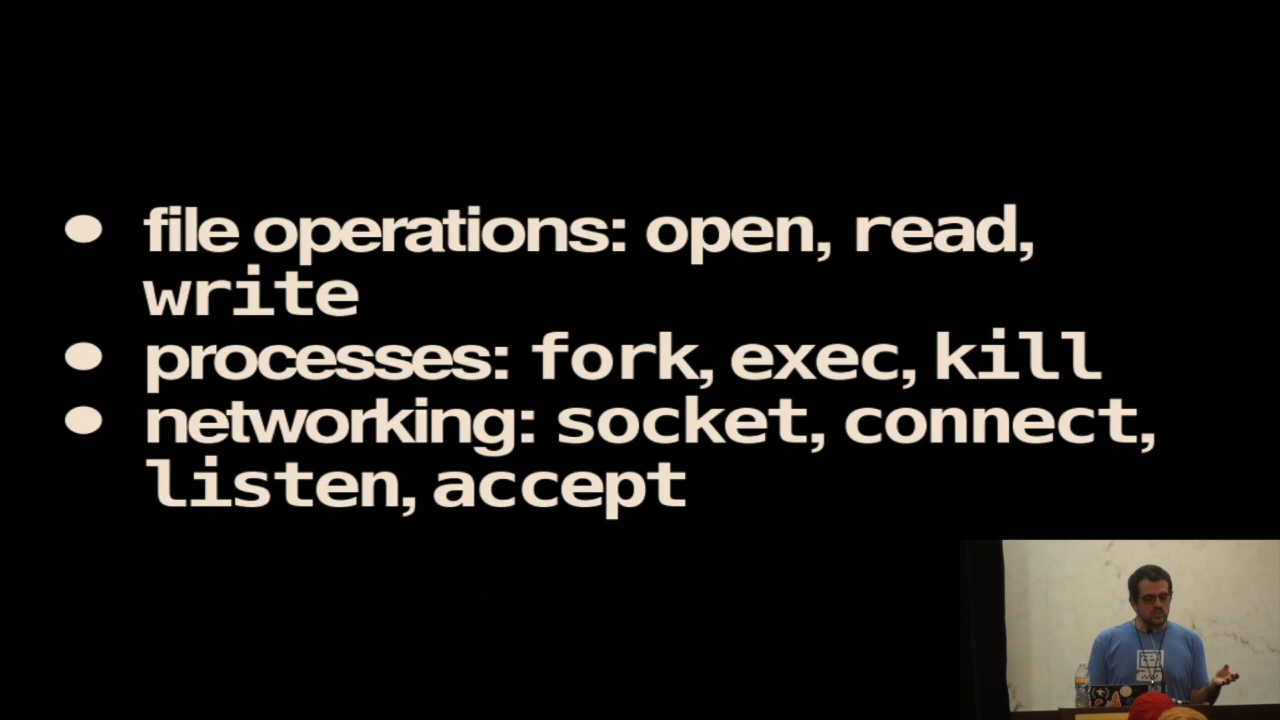 ● file operations: open, read,
write
● processes: fork, exec, kill
● networking: socket, connect,
listen, accept